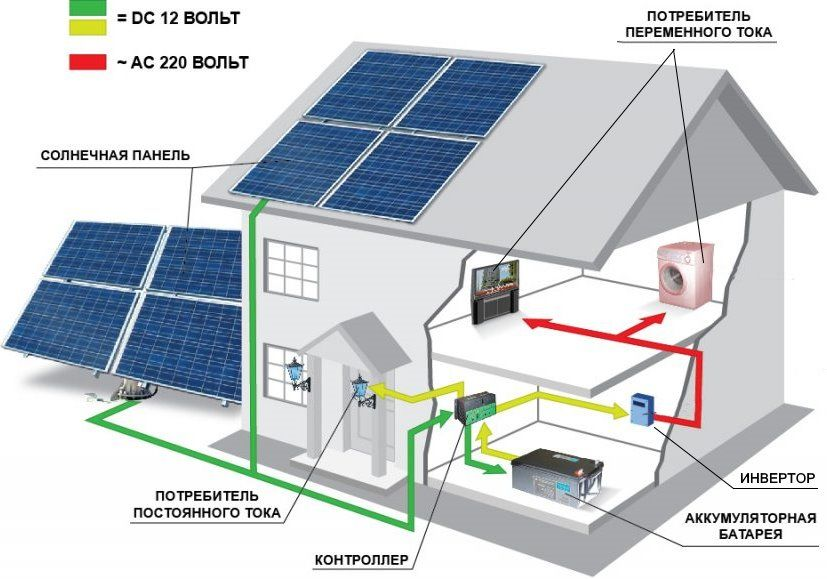 = DC 12 ВОЛЬТ
~ AC 220 ВОЛЬТ
ПОТРЕБИТЕЛЬ
ПЕРЕМЕННОГО ТОКА
СОЛНЕЧНАЯ ПАНЕЛЬ
ПОТРЕБИТЕЛЬ
ПОСТОЯННОГО ТОКА
КОНТРОЛЛЕР
ИНВЕРТОР
АККУМУЛЯТОРНАЯ
БАТАРЕЯ